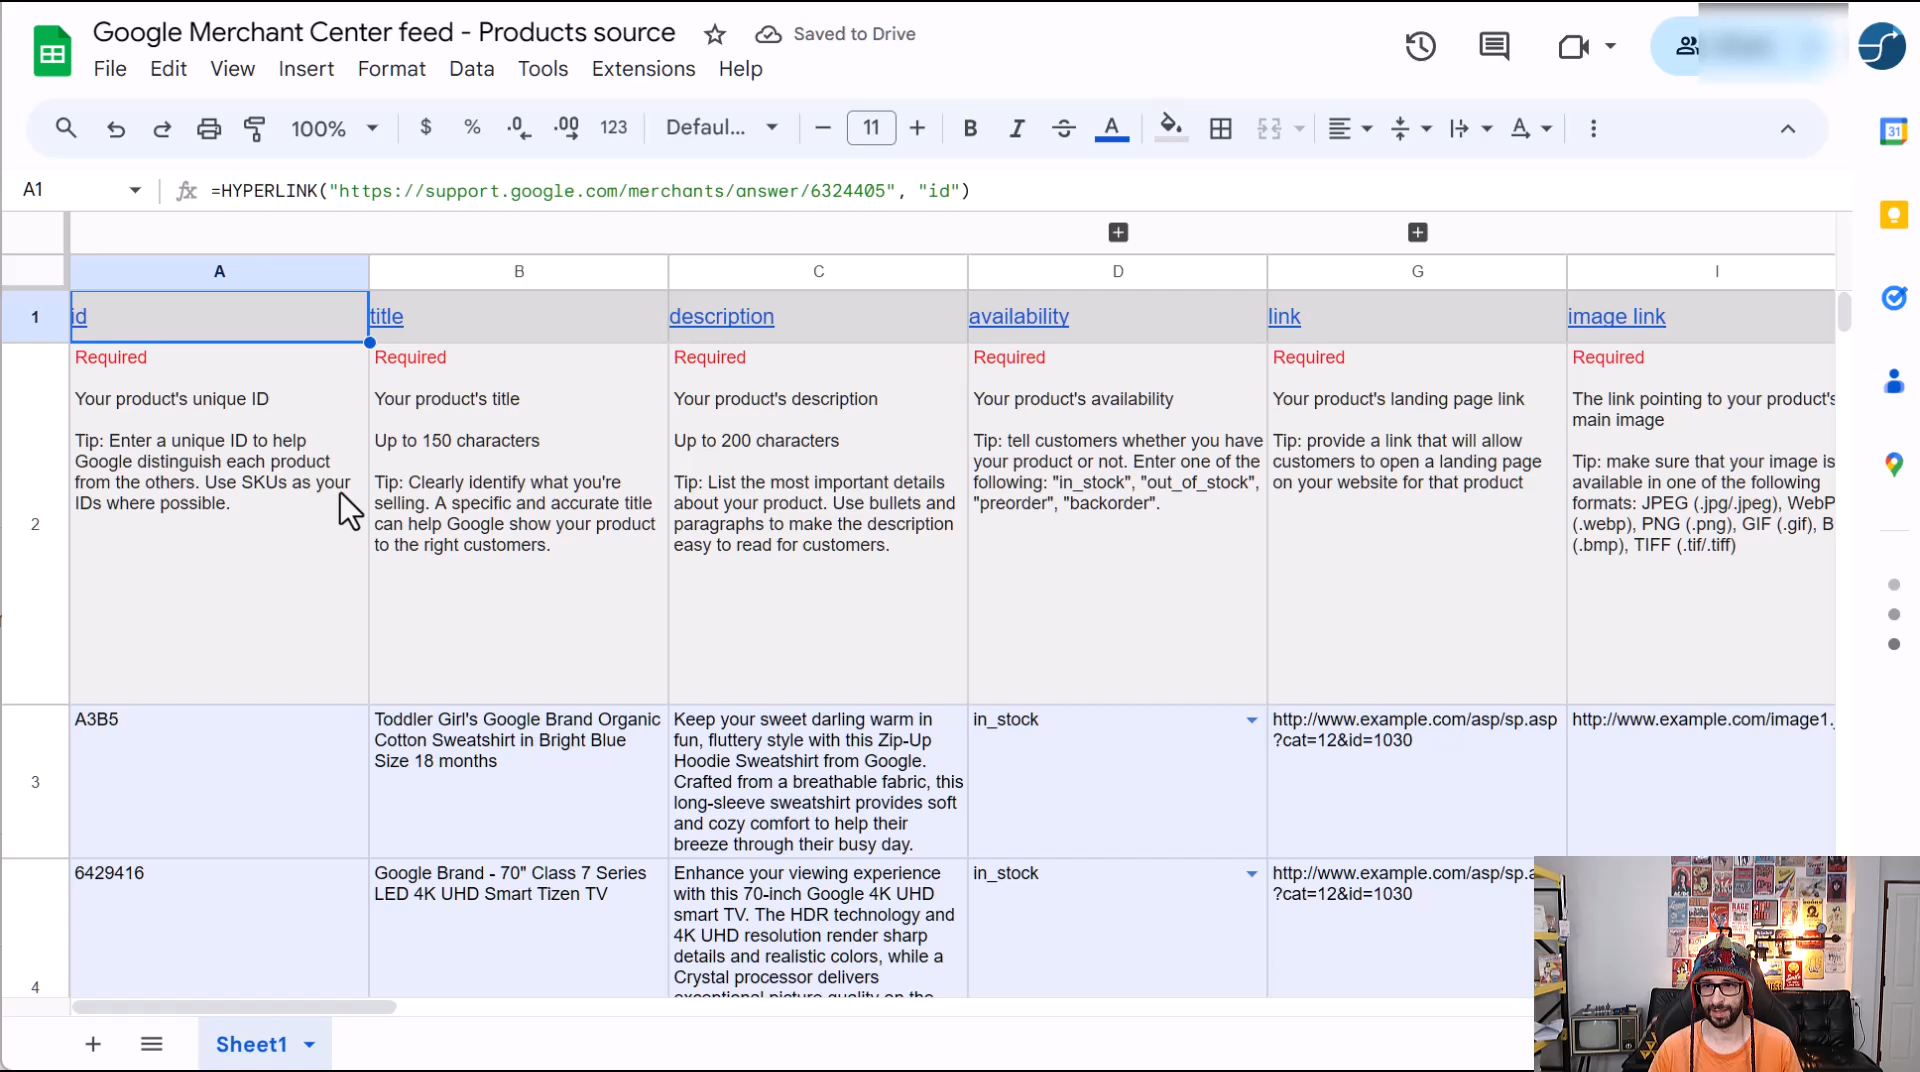 Google Merchant Center feed - Products source
Saved to Drive
File Edit View Insert Format Data Tools Extensions Help
100% $ % .0 .00 123 Defaul... 11 B I A A
31
A1 fx =HYPERLINK("https://support.google.com/merchants/answer/6324405", "id")
A B C D G I
1 id title description availability link image link
2
Required
Your product's unique ID
Tip: Enter a unique ID to help
Google distinguish each product
from the others. Use SKUs as your
IDs where possible.
Required
Your product's title
Up to 150 characters
Tip: Clearly identify what you're
selling. A specific and accurate title
can help Google show your product
to the right customers.
Required
Your product's description
Up to 200 characters
Tip: List the most important details
about your product. Use bullets and
paragraphs to make the description
easy to read for customers.
Required
Your product's availability
Tip: tell customers whether you have
your product or not. Enter one of the
following: "in_stock", "out_of_stock",
"preorder", "backorder".
Required
Your product's landing page link
Tip: provide a link that will allow
customers to open a landing page
on your website for that product
Required
The link pointing to your product's
main image
Tip: make sure that your image is
available in one of the following
formats: JPEG (.jpg/.jpeg), WebP
(.webp), PNG (.png), GIF (.gif), B
(.bmp), TIFF (.tif/.tiff)
3
A3B5
Toddler Girl's Google Brand Organic
Cotton Sweatshirt in Bright Blue
Size 18 months
Keep your sweet darling warm in
fun, fluttery style with this Zip-Up
Hoodie Sweatshirt from Google.
Crafted from a breathable fabric, this
long-sleeve sweatshirt provides soft
and cozy comfort to help their
breeze through their busy day.
in_stock
http://www.example.com/asp/sp.asp
?cat=12&id=1030
http://www.example.com/image1.
4
6429416
Google Brand - 70" Class 7 Series
LED 4K UHD Smart Tizen TV
Enhance your viewing experience
with this 70-inch Google 4K UHD
smart TV. The HDR technology and
4K UHD resolution render sharp
details and realistic colors, while a
Crystal processor delivers
exceptional picture quality on the
in_stock
http://www.example.com/asp/sp.a
?cat=12&id=1030
Sheet1